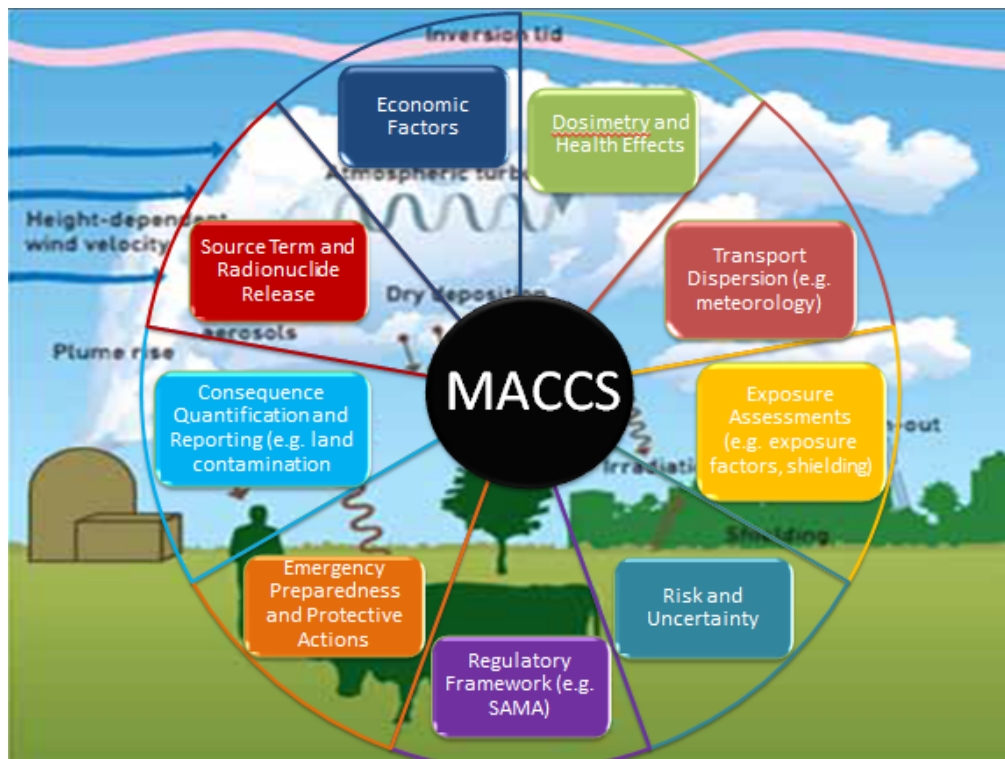 Inversion lid
Economic
Factors
Dosimetry and
Health Effects
Atmospheric
Height-dependent
wind velocity
Source Term and
Radionuclide
Release
Transport
Dispersion (e.g.
meteorology)
Dry deposition
aerosols
Plume rise
MACCS
Consequence
Quantification and
Reporting (e.g. land
contamination
Exposure
Assessments
(e.g. exposure
factors, shielding)
Shielding
Emergency
Preparedness
and Protective
Actions
Risk and
Uncertainty
Regulatory
Framework (e.g.
SAMA)